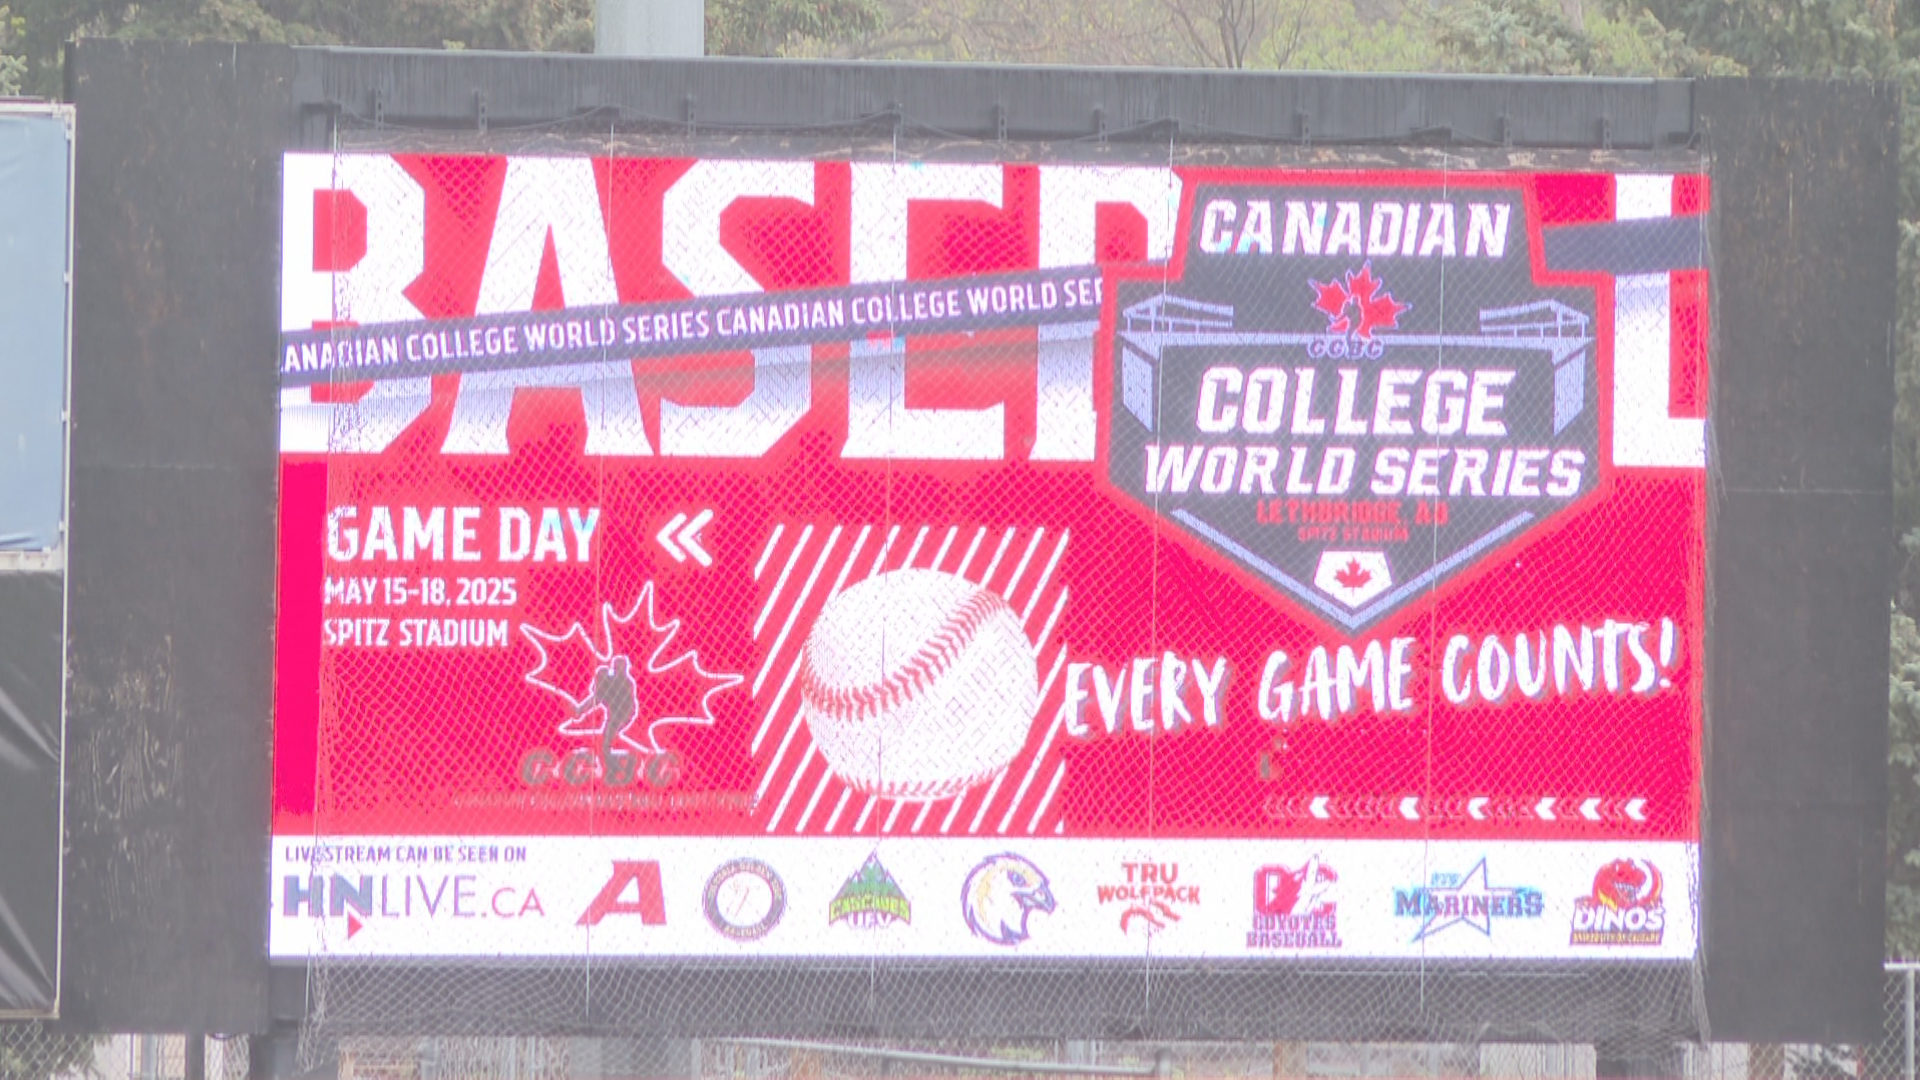 BASE
ANADIAN COLLEGE WORLD SERIES CANADIAN COLLEGE WORLD SER
CANADIAN
CCBC
COLLEGE
WORLD SERIES
LETHBRIDGE, AB
SPITZ STADIUM
GAME DAY
MAY 15-18, 2025
SPITZ STADIUM
CCBC
EVERY GAME COUNTS!
LIVESTREAM CAN BE SEEN ON
HNLIVE.CA
A
CASCADES
UFV
TRU
WOLFPACK
COYOTES
BASEBALL
MARINERS
DINOS